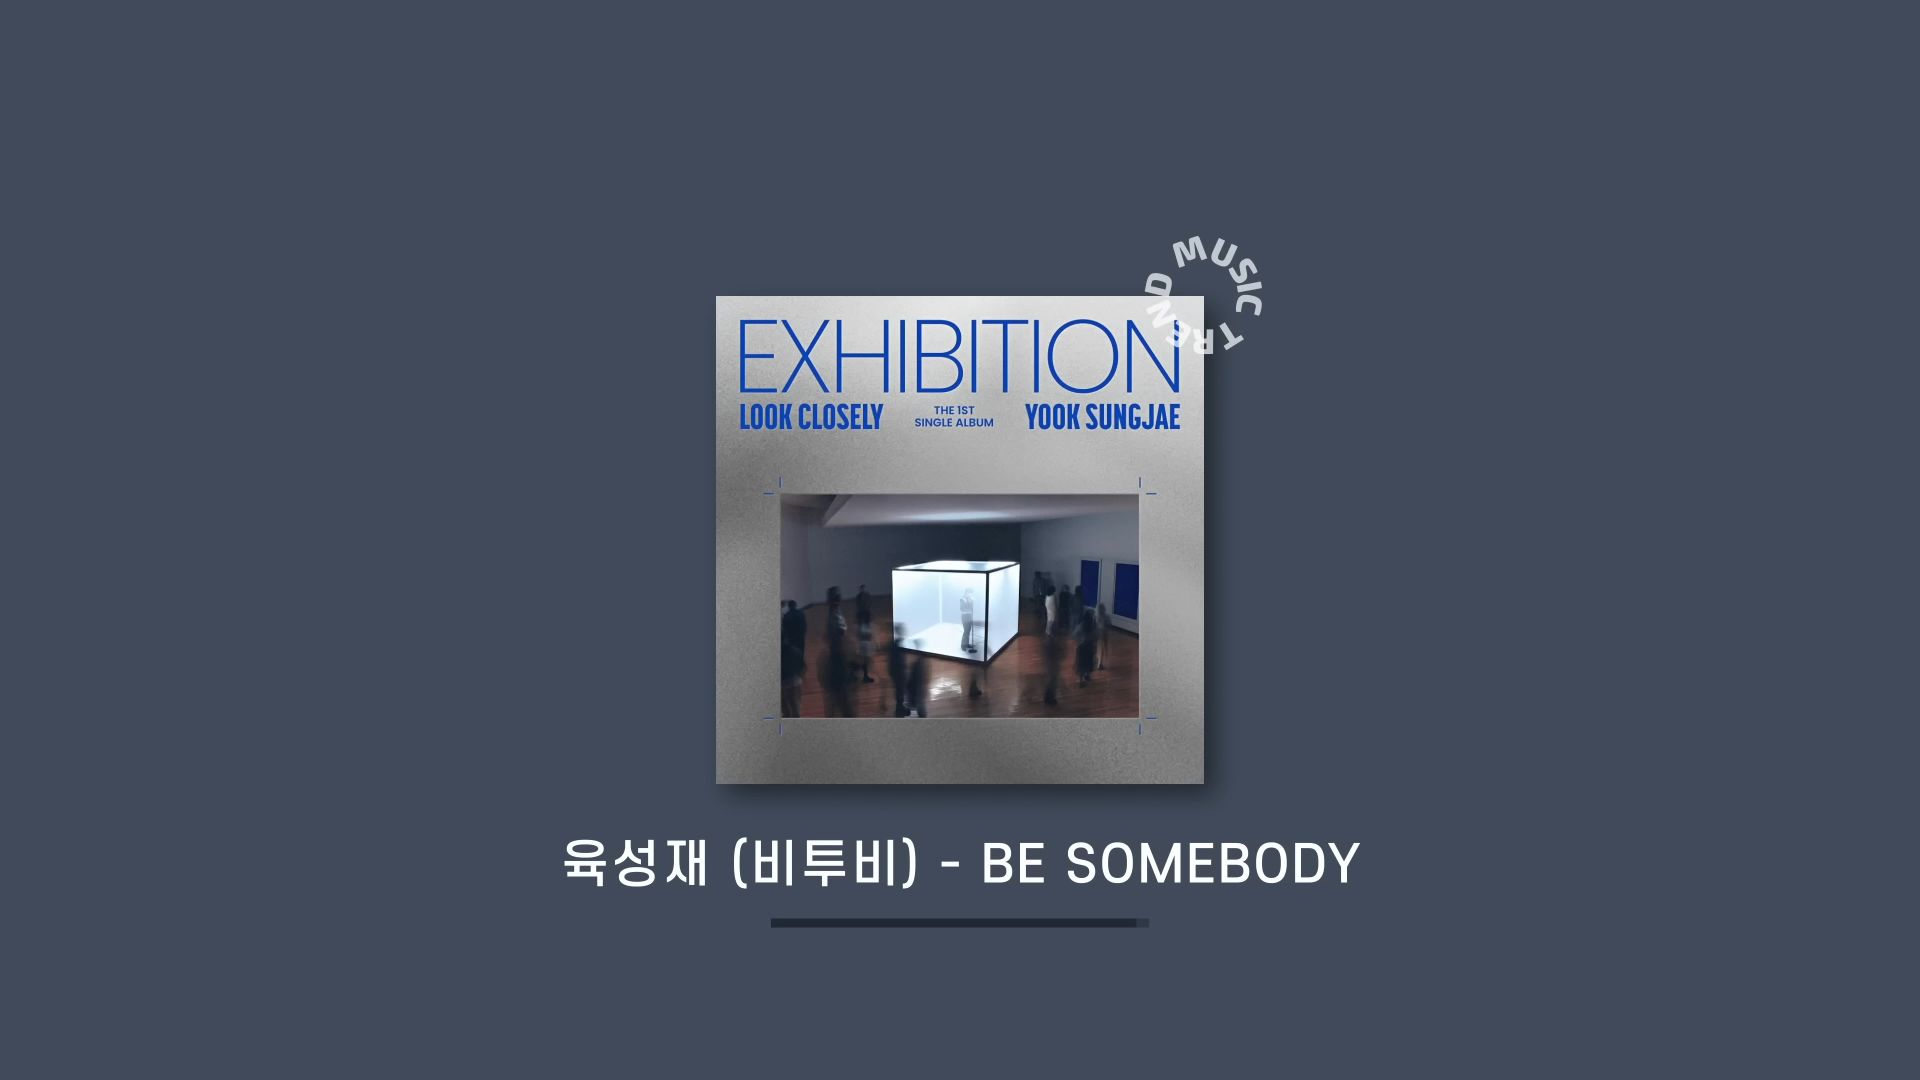 MUSIC TREND
EXHIBITION
LOOK CLOSELY
THE 1ST
SINGLE ALBUM
YOOK SUNGJAE
육성재 (비투비) - BE SOMEBODY